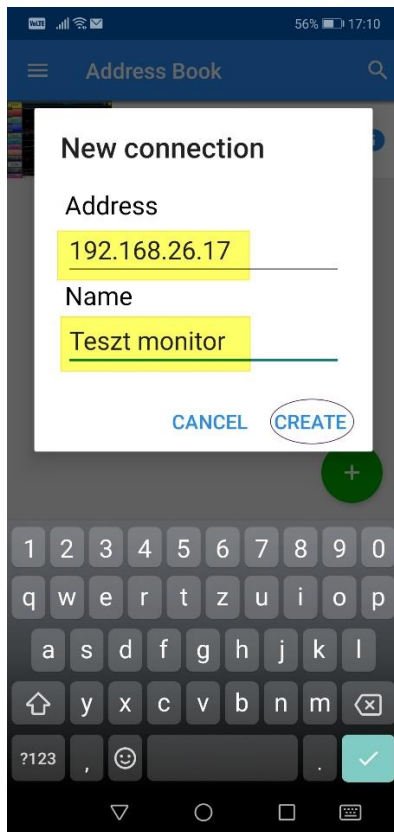 VoLTE 56% 17:10
Address Book
New connection
Address
192.168.26.17
Name
Teszt monitor
CANCEL CREATE
+
1 2 3 4 5 6 7 8 9 0
q w e r t z u i o p
a s d f g h j k l
y x c v b n m
?123 , .